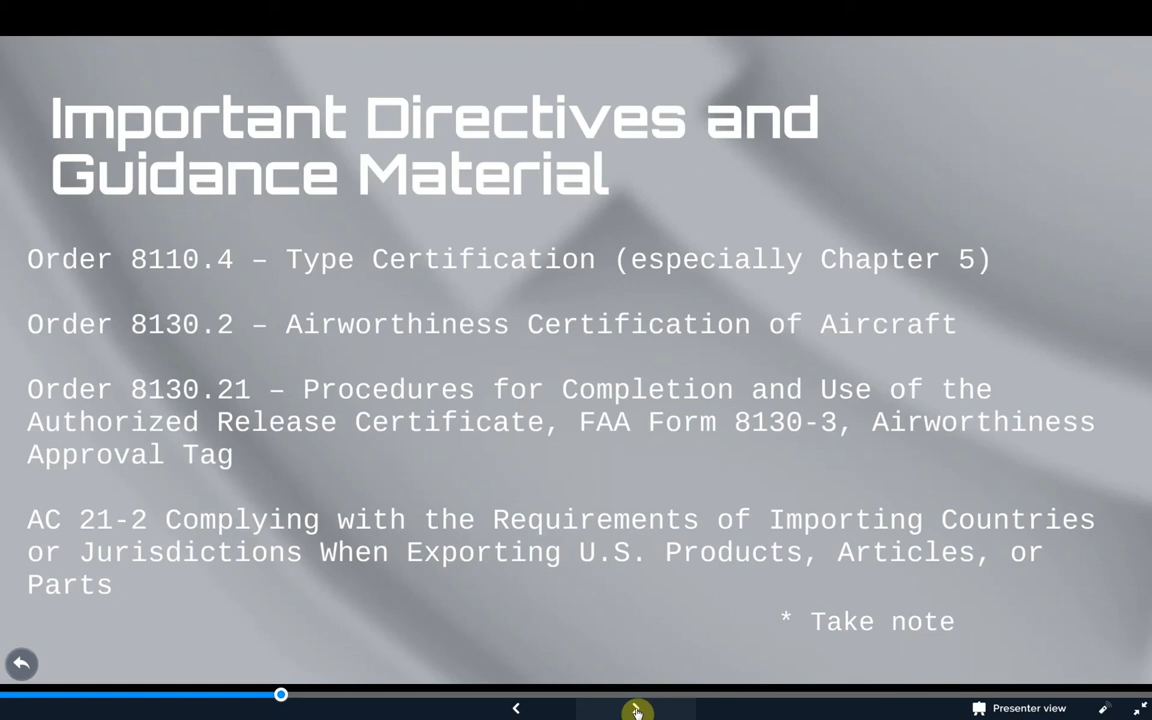 Important Directives and
Guidance Material
Order 8110.4 – Type Certification (especially Chapter 5)
Order 8130.2 – Airworthiness Certification of Aircraft
Order 8130.21 – Procedures for Completion and Use of the
Authorized Release Certificate, FAA Form 8130-3, Airworthiness
Approval Tag
AC 21-2 Complying with the Requirements of Importing Countries
or Jurisdictions When Exporting U.S. Products, Articles, or
Parts
* Take note
Presenter view